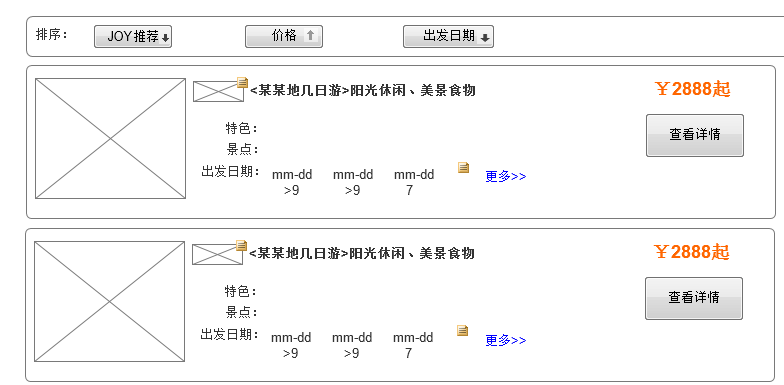 排序： JOY推荐 价格 出发日期
<某某地几日游>阳光休闲、美景食物 ￥2888起
特色： 查看详情
景点：
出发日期： mm-dd mm-dd mm-dd 更多>>
>9 >9 7
<某某地几日游>阳光休闲、美景食物 ￥2888起
特色： 查看详情
景点：
出发日期： mm-dd mm-dd mm-dd 更多>>
>9 >9 7